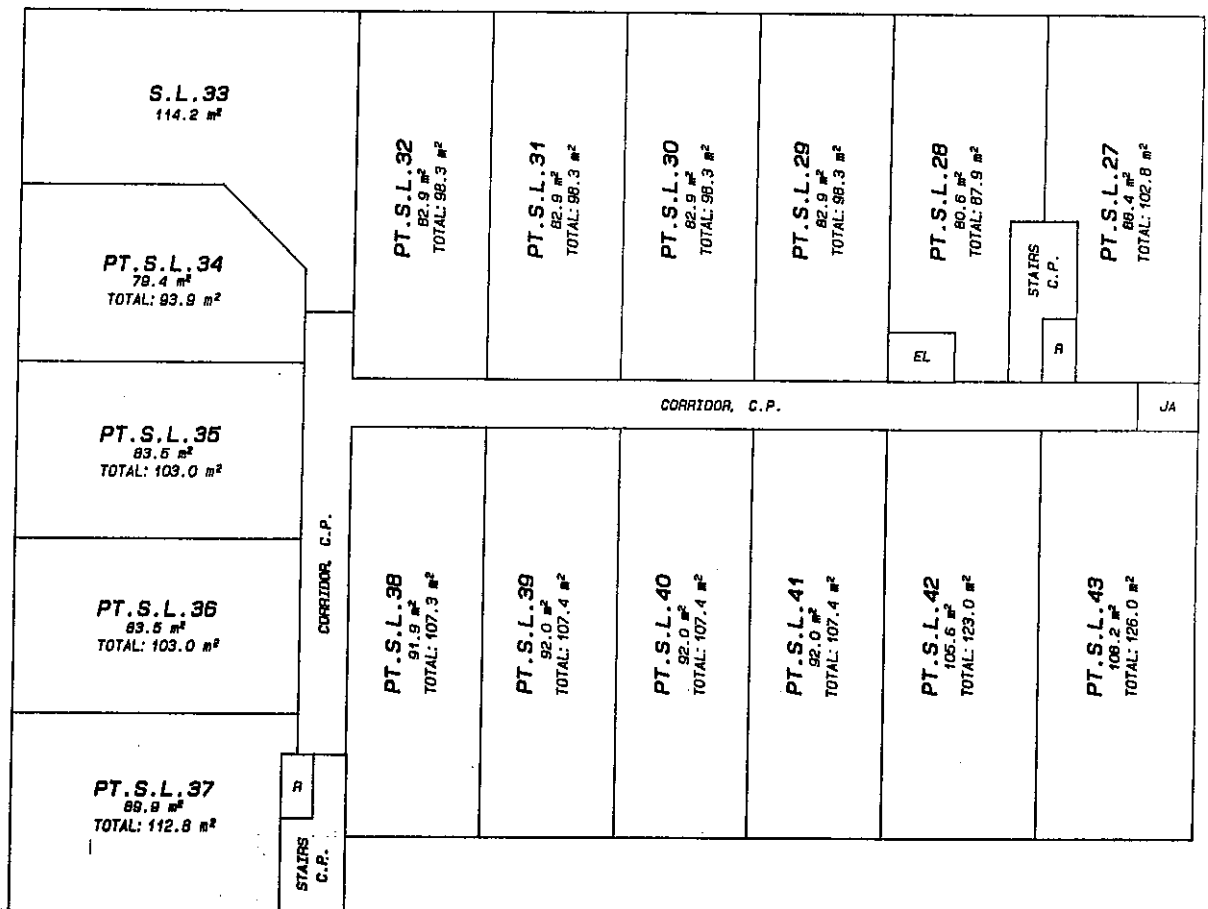 S.L.33
114.2 m²
PT.S.L.34
79.4 m²
TOTAL: 93.9 m²
PT.S.L.35
83.5 m²
TOTAL: 103.0 m²
PT.S.L.36
83.5 m²
TOTAL: 103.0 m²
PT.S.L.37
89.9 m²
TOTAL: 112.8 m²
PT.S.L.32
82.9 m²
TOTAL: 98.3 m²
PT.S.L.31
82.9 m²
TOTAL: 98.3 m²
PT.S.L.30
82.9 m²
TOTAL: 98.3 m²
PT.S.L.29
82.9 m²
TOTAL: 98.3 m²
PT.S.L.28
80.6 m²
TOTAL: 87.9 m²
PT.S.L.27
88.4 m²
TOTAL: 102.8 m²
STAIRS
C.P.
EL
R
CORRIDOR, C.P.
JA
CORRIDOR, C.P.
PT.S.L.38
91.9 m²
TOTAL: 107.3 m²
PT.S.L.39
92.0 m²
TOTAL: 107.4 m²
PT.S.L.40
92.0 m²
TOTAL: 107.4 m²
PT.S.L.41
92.0 m²
TOTAL: 107.4 m²
PT.S.L.42
105.6 m²
TOTAL: 123.0 m²
PT.S.L.43
108.2 m²
TOTAL: 126.0 m²
R
STAIRS
C.P.